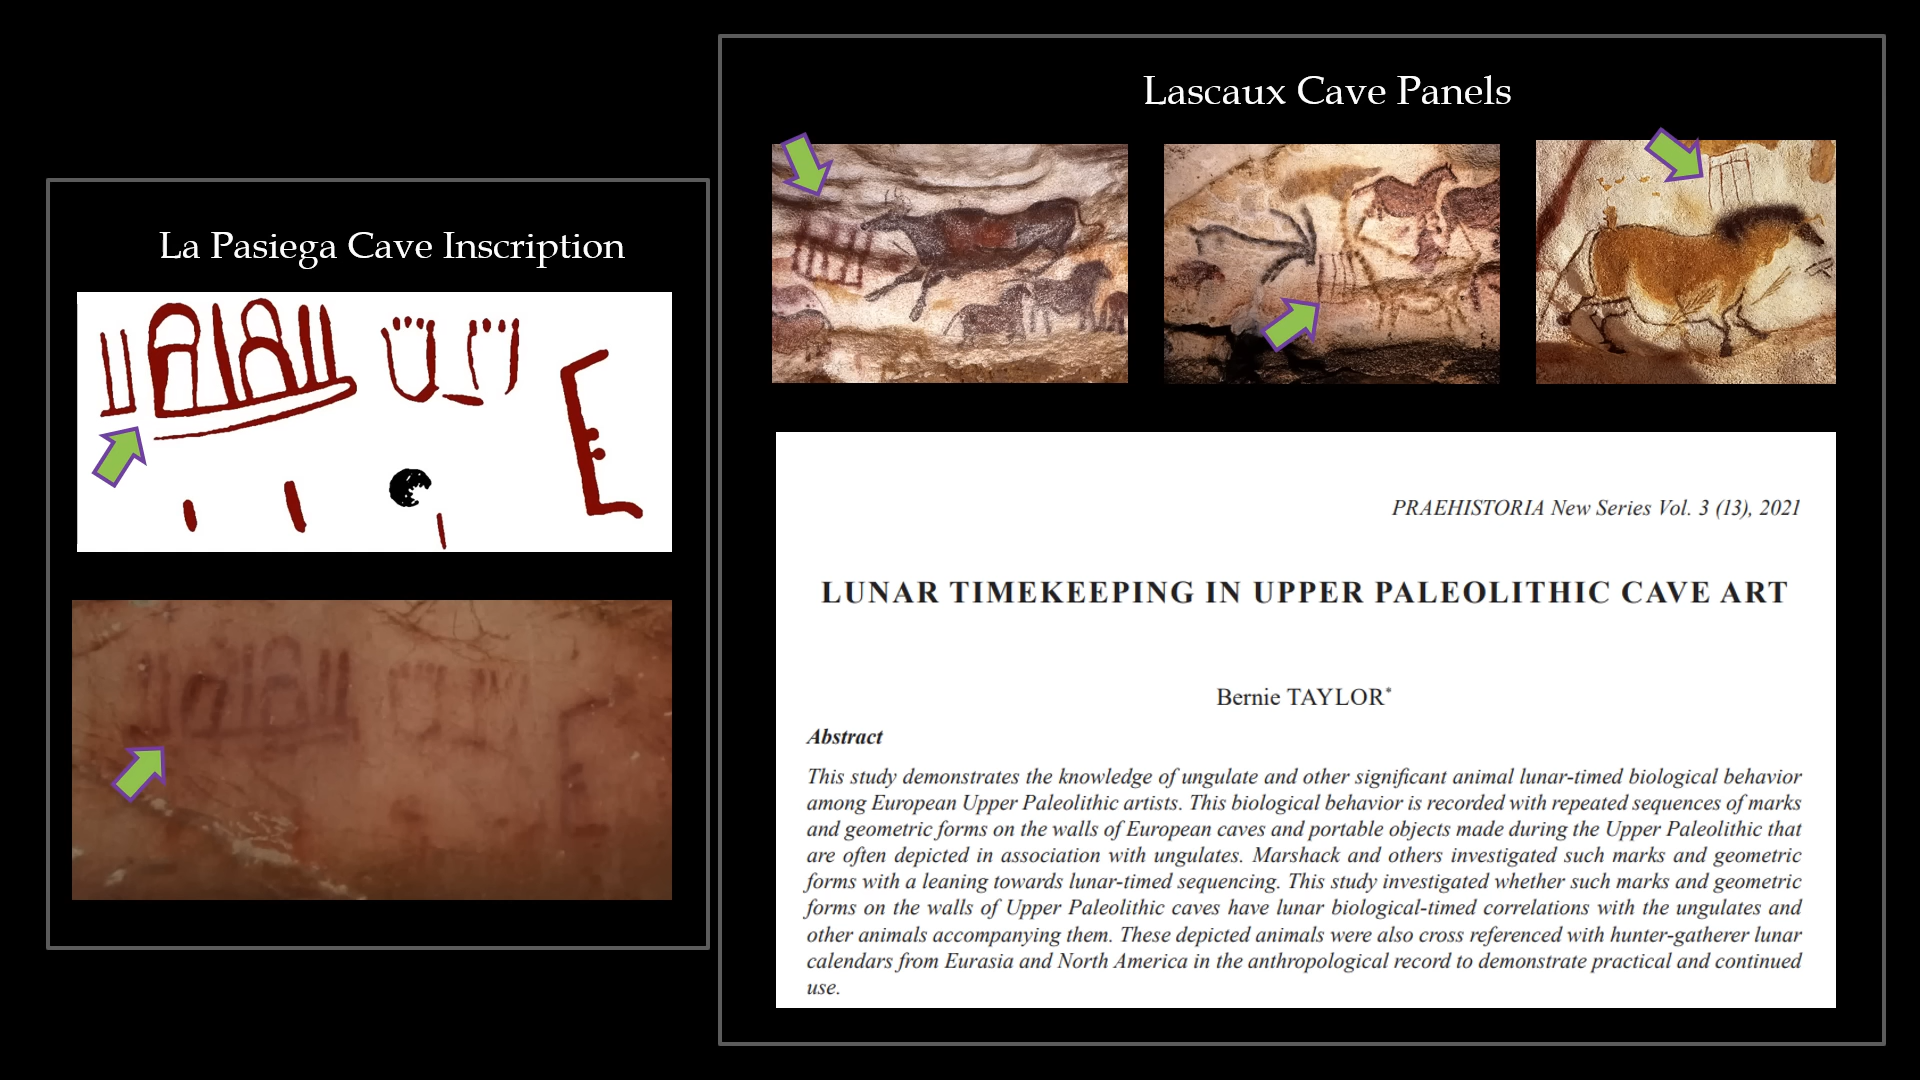 La Pasiega Cave Inscription
Lascaux Cave Panels
PRAEHISTORIA New Series Vol. 3 (13), 2021
LUNAR TIMEKEEPING IN UPPER PALEOLITHIC CAVE ART
Bernie TAYLOR*
Abstract
This study demonstrates the knowledge of ungulate and other significant animal lunar-timed biological behavior
among European Upper Paleolithic artists. This biological behavior is recorded with repeated sequences of marks
and geometric forms on the walls of European caves and portable objects made during the Upper Paleolithic that
are often depicted in association with ungulates. Marshack and others investigated such marks and geometric
forms with a leaning towards lunar-timed sequencing. This study investigated whether such marks and geometric
forms on the walls of Upper Paleolithic caves have lunar biological-timed correlations with the ungulates and
other animals accompanying them. These depicted animals were also cross referenced with hunter-gatherer lunar
calendars from Eurasia and North America in the anthropological record to demonstrate practical and continued
use.